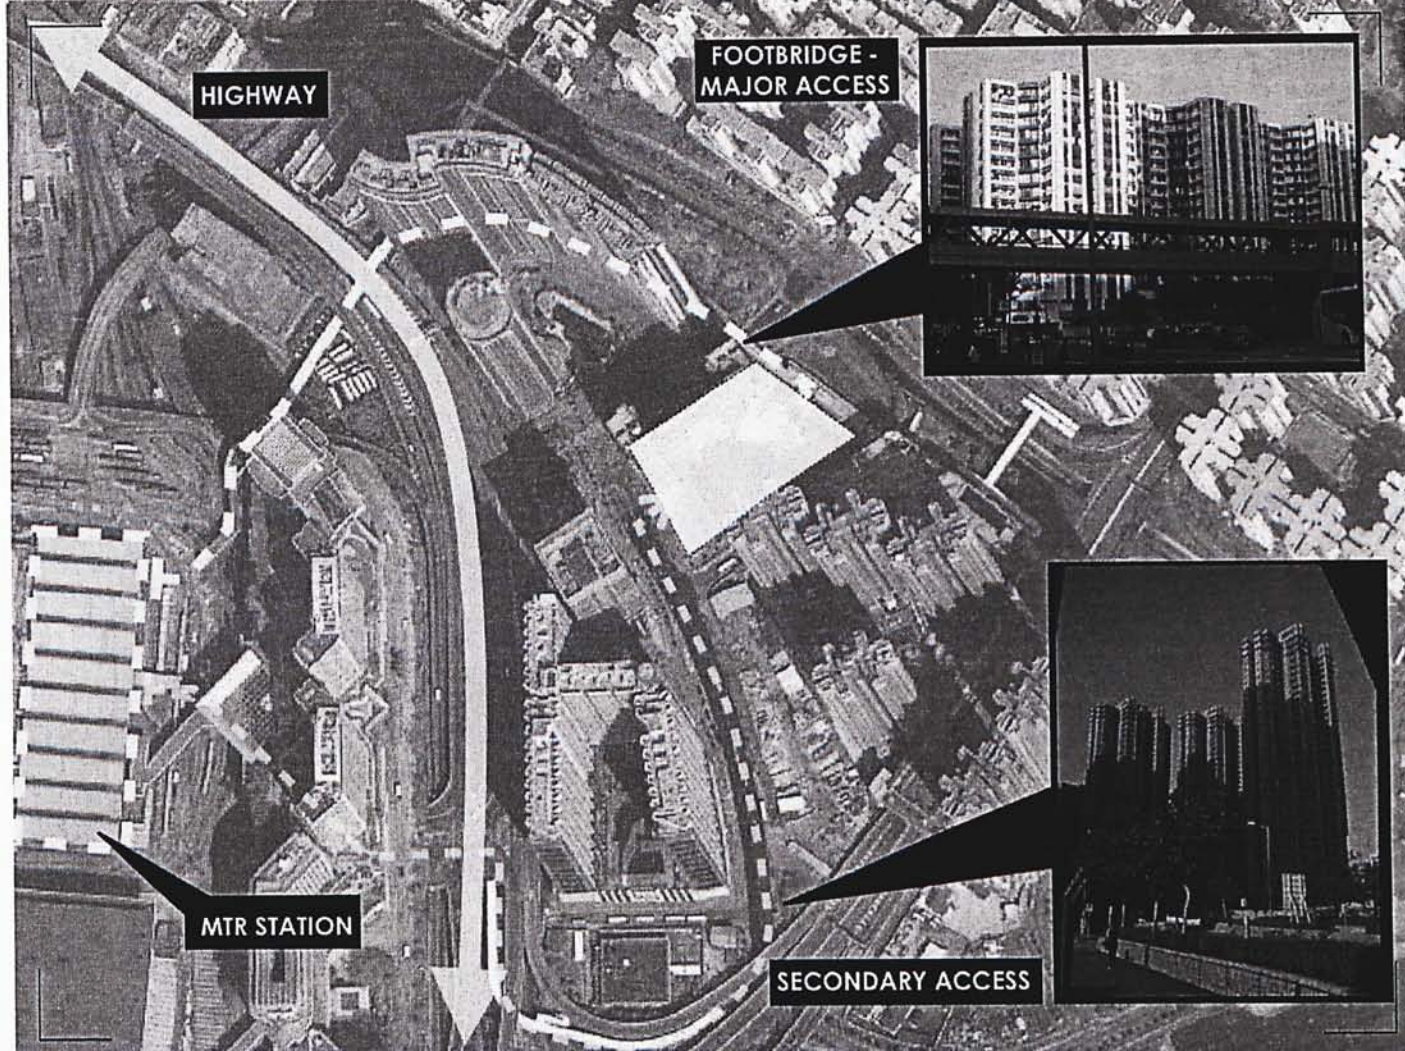 HIGHWAY
FOOTBRIDGE -
MAJOR ACCESS
MTR STATION
SECONDARY ACCESS